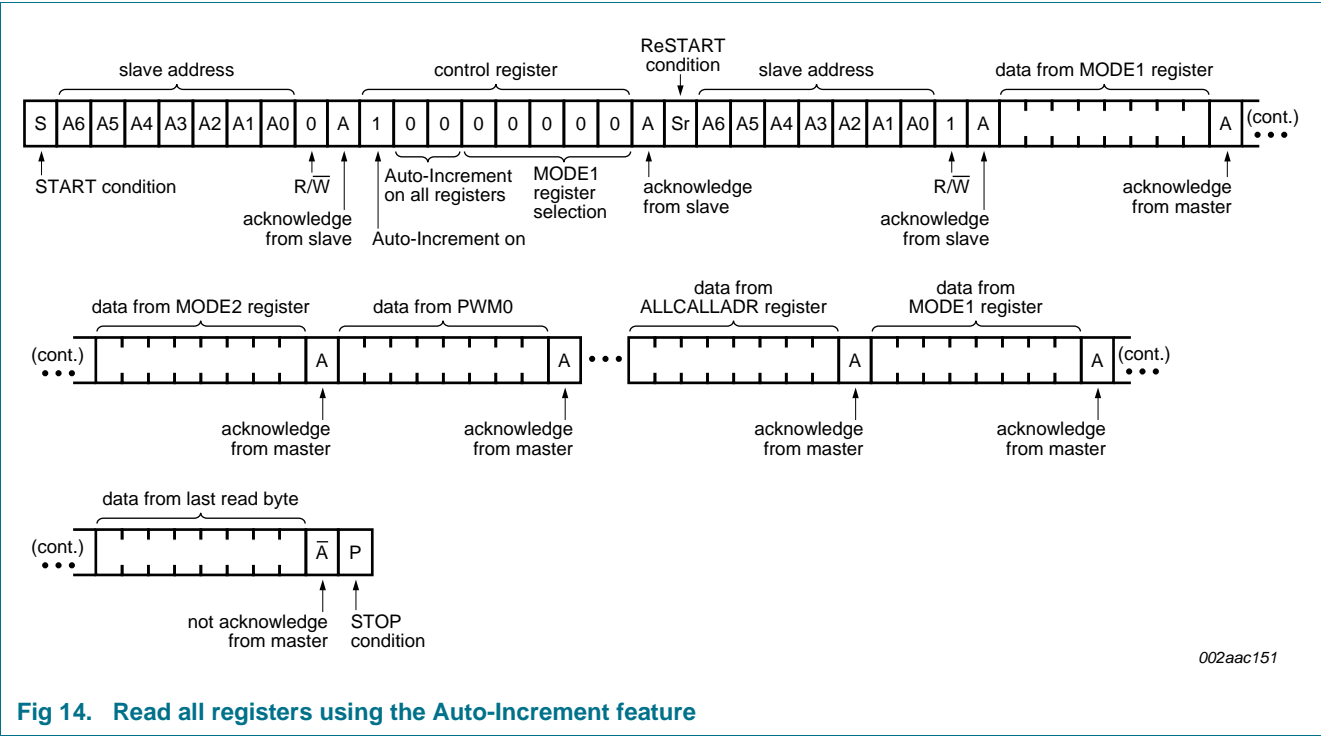 ReSTART
condition
slave address
control register
slave address
data from MODE1 register
S A6 A5 A4 A3 A2 A1 A0 0 A 1 0 0 0 0 0 0 0 A Sr A6 A5 A4 A3 A2 A1 A0 1 A A (cont.)
START condition
R/W̅
acknowledge
from slave
Auto-Increment on
Auto-Increment
on all registers
MODE1
register
selection
acknowledge
from slave
R/W̅
acknowledge
from slave
acknowledge
from master
data from MODE2 register
data from PWM0
data from
ALLCALLADR register
data from
MODE1 register
(cont.) A A A A (cont.)
acknowledge
from master
acknowledge
from master
acknowledge
from master
acknowledge
from master
data from last read byte
(cont.) A̅ P
not acknowledge
from master
STOP
condition
002aac151
Fig 14. Read all registers using the Auto-Increment feature